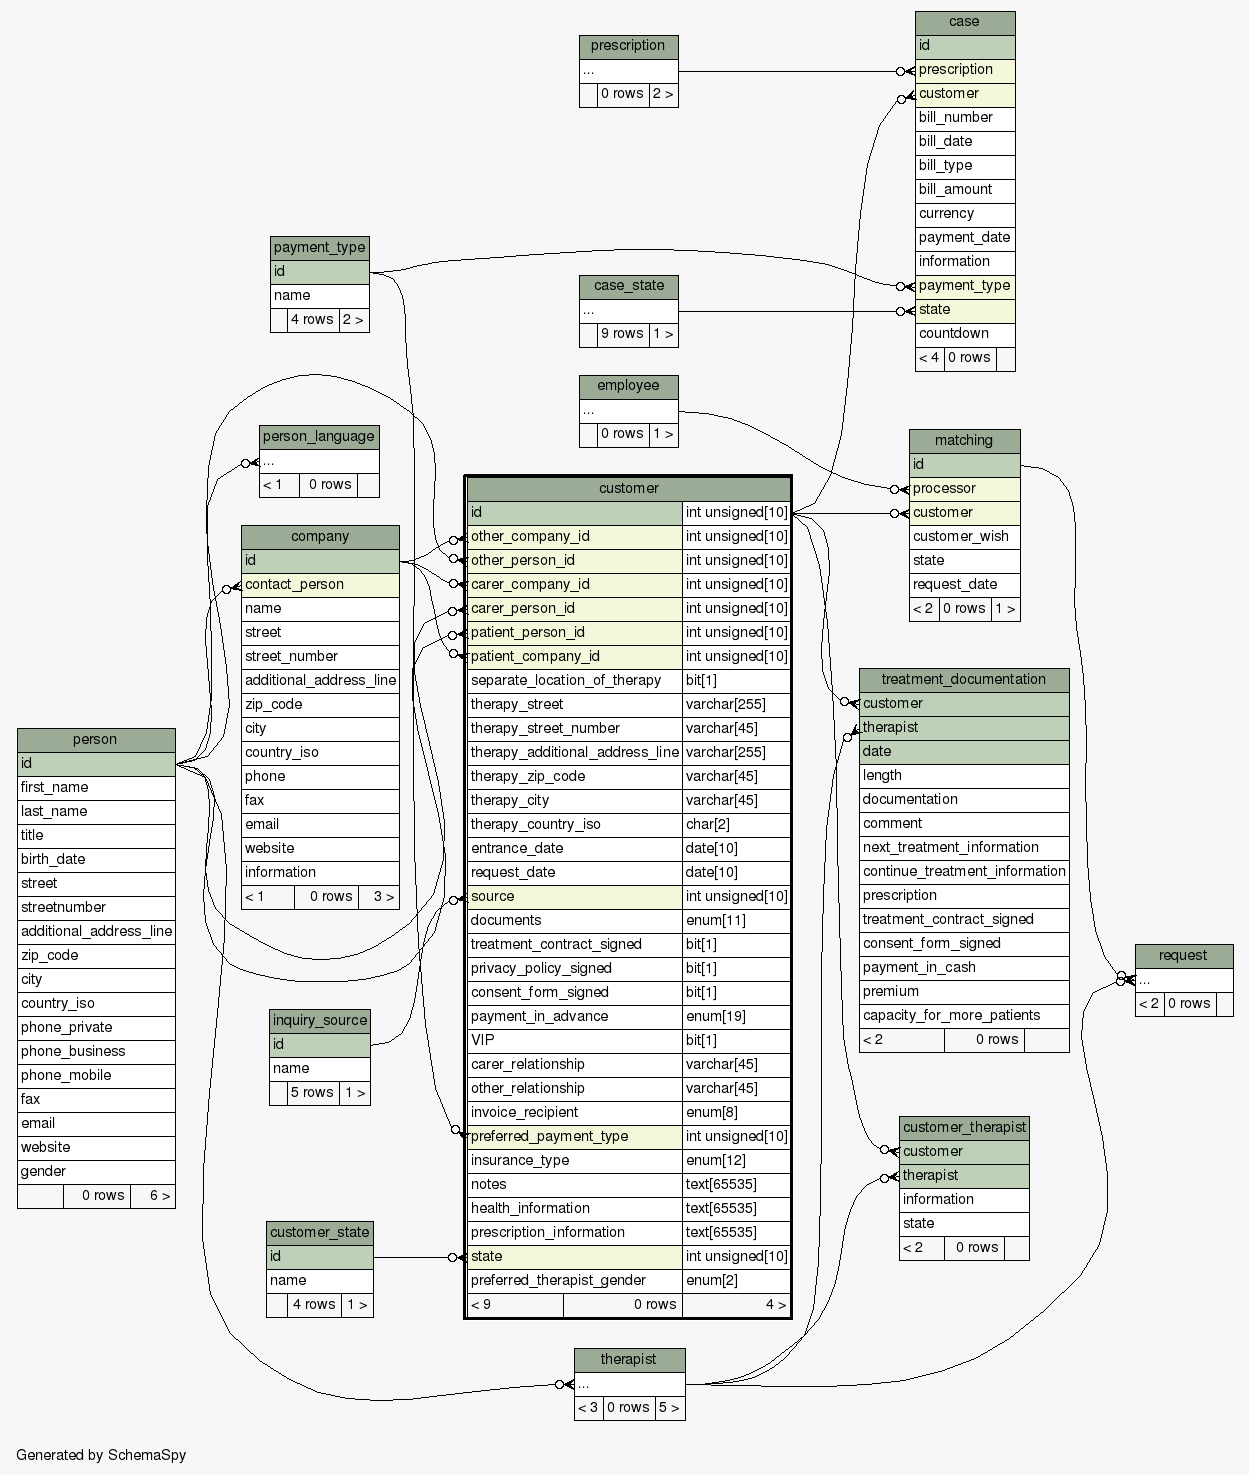 case
id
prescription
customer
bill_number
bill_date
bill_type
bill_amount
currency
payment_date
information
payment_type
state
countdown
< 4 0 rows
prescription
...
0 rows 2 >
payment_type
id
name
4 rows 2 >
case_state
...
9 rows 1 >
employee
...
0 rows 1 >
person_language
...
< 1 0 rows
matching
id
processor
customer
customer_wish
state
request_date
< 2 0 rows 1 >
company
id
contact_person
name
street
street_number
additional_address_line
zip_code
city
country_iso
phone
fax
email
website
information
< 1 0 rows 3 >
customer
id int unsigned[10]
other_company_id int unsigned[10]
other_person_id int unsigned[10]
carer_company_id int unsigned[10]
carer_person_id int unsigned[10]
patient_person_id int unsigned[10]
patient_company_id int unsigned[10]
separate_location_of_therapy bit[1]
therapy_street varchar[255]
therapy_street_number varchar[45]
therapy_additional_address_line varchar[255]
therapy_zip_code varchar[45]
therapy_city varchar[45]
therapy_country_iso char[2]
entrance_date date[10]
request_date date[10]
source int unsigned[10]
documents enum[11]
treatment_contract_signed bit[1]
privacy_policy_signed bit[1]
consent_form_signed bit[1]
payment_in_advance enum[19]
VIP bit[1]
carer_relationship varchar[45]
other_relationship varchar[45]
invoice_recipient enum[8]
preferred_payment_type int unsigned[10]
insurance_type enum[12]
notes text[65535]
health_information text[65535]
prescription_information text[65535]
state int unsigned[10]
preferred_therapist_gender enum[2]
< 9 0 rows 4 >
treatment_documentation
customer
therapist
date
length
documentation
comment
next_treatment_information
continue_treatment_information
prescription
treatment_contract_signed
consent_form_signed
payment_in_cash
premium
capacity_for_more_patients
< 2 0 rows
person
id
first_name
last_name
title
birth_date
street
streetnumber
additional_address_line
zip_code
city
country_iso
phone_private
phone_business
phone_mobile
fax
email
website
gender
0 rows 6 >
request
...
< 2 0 rows
inquiry_source
id
name
5 rows 1 >
customer_therapist
customer
therapist
information
state
< 2 0 rows
customer_state
id
name
4 rows 1 >
therapist
...
< 3 0 rows 5 >
Generated by SchemaSpy